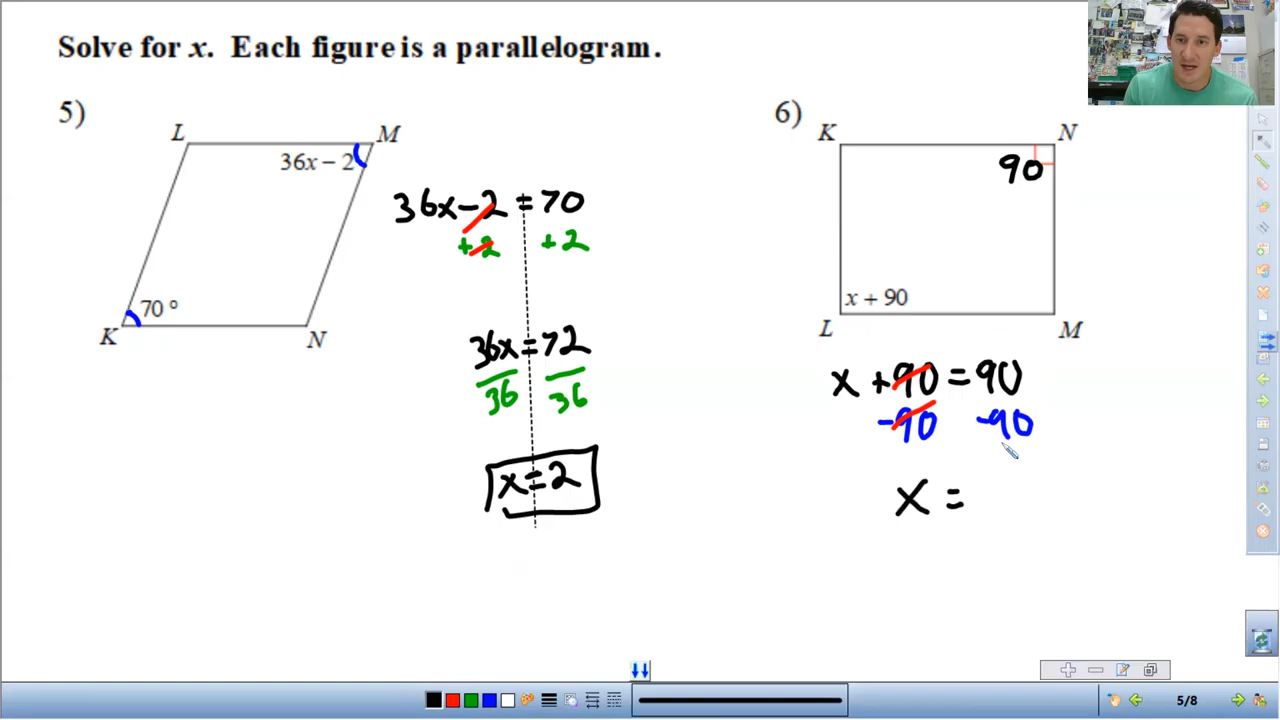 Solve for x. Each figure is a parallelogram.
5)
L
M
36x − 2
70 °
K
N
36x−2 = 70
+2 +2
36x = 72
36 36
x=2
6)
K
N
90
x + 90
L
M
x +90 = 90
-90 -90
x =
5/8